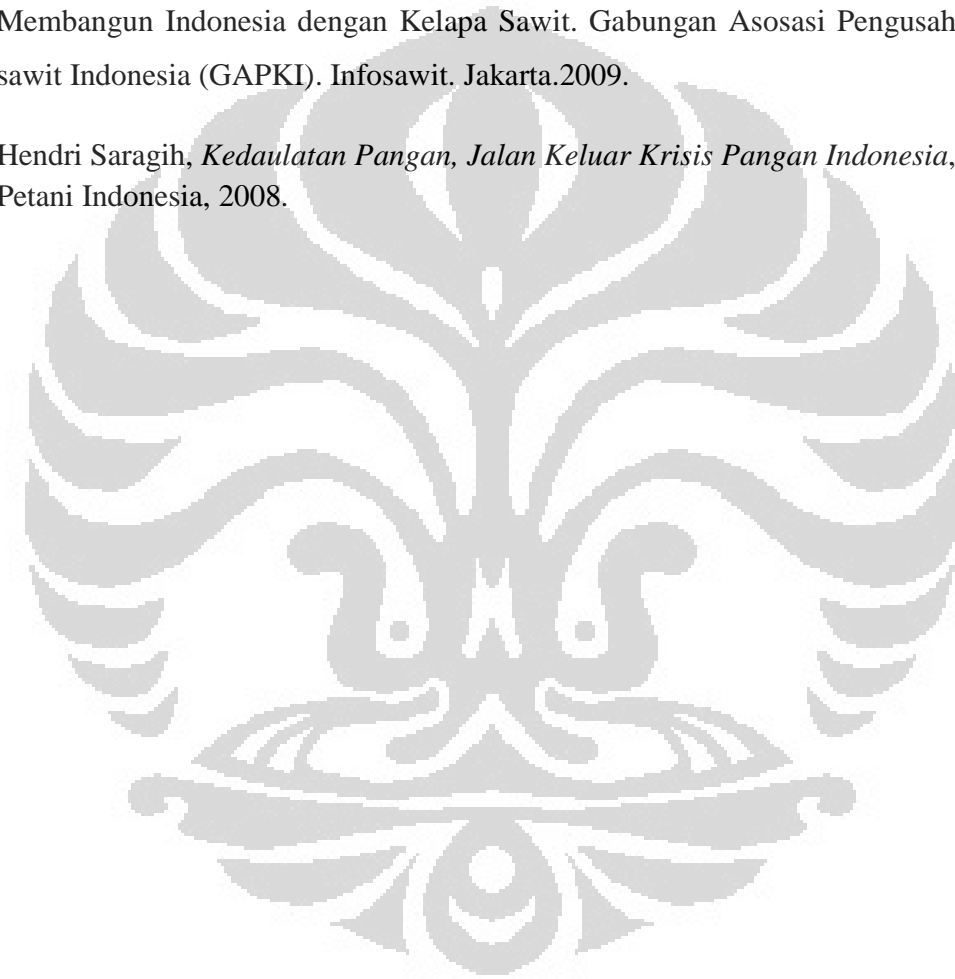 Membangun Indonesia dengan Kelapa Sawit. Gabungan Asosasi Pengusah
sawit Indonesia (GAPKI). Infosawit. Jakarta.2009.
Hendri Saragih, Kedaulatan Pangan, Jalan Keluar Krisis Pangan Indonesia,
Petani Indonesia, 2008.